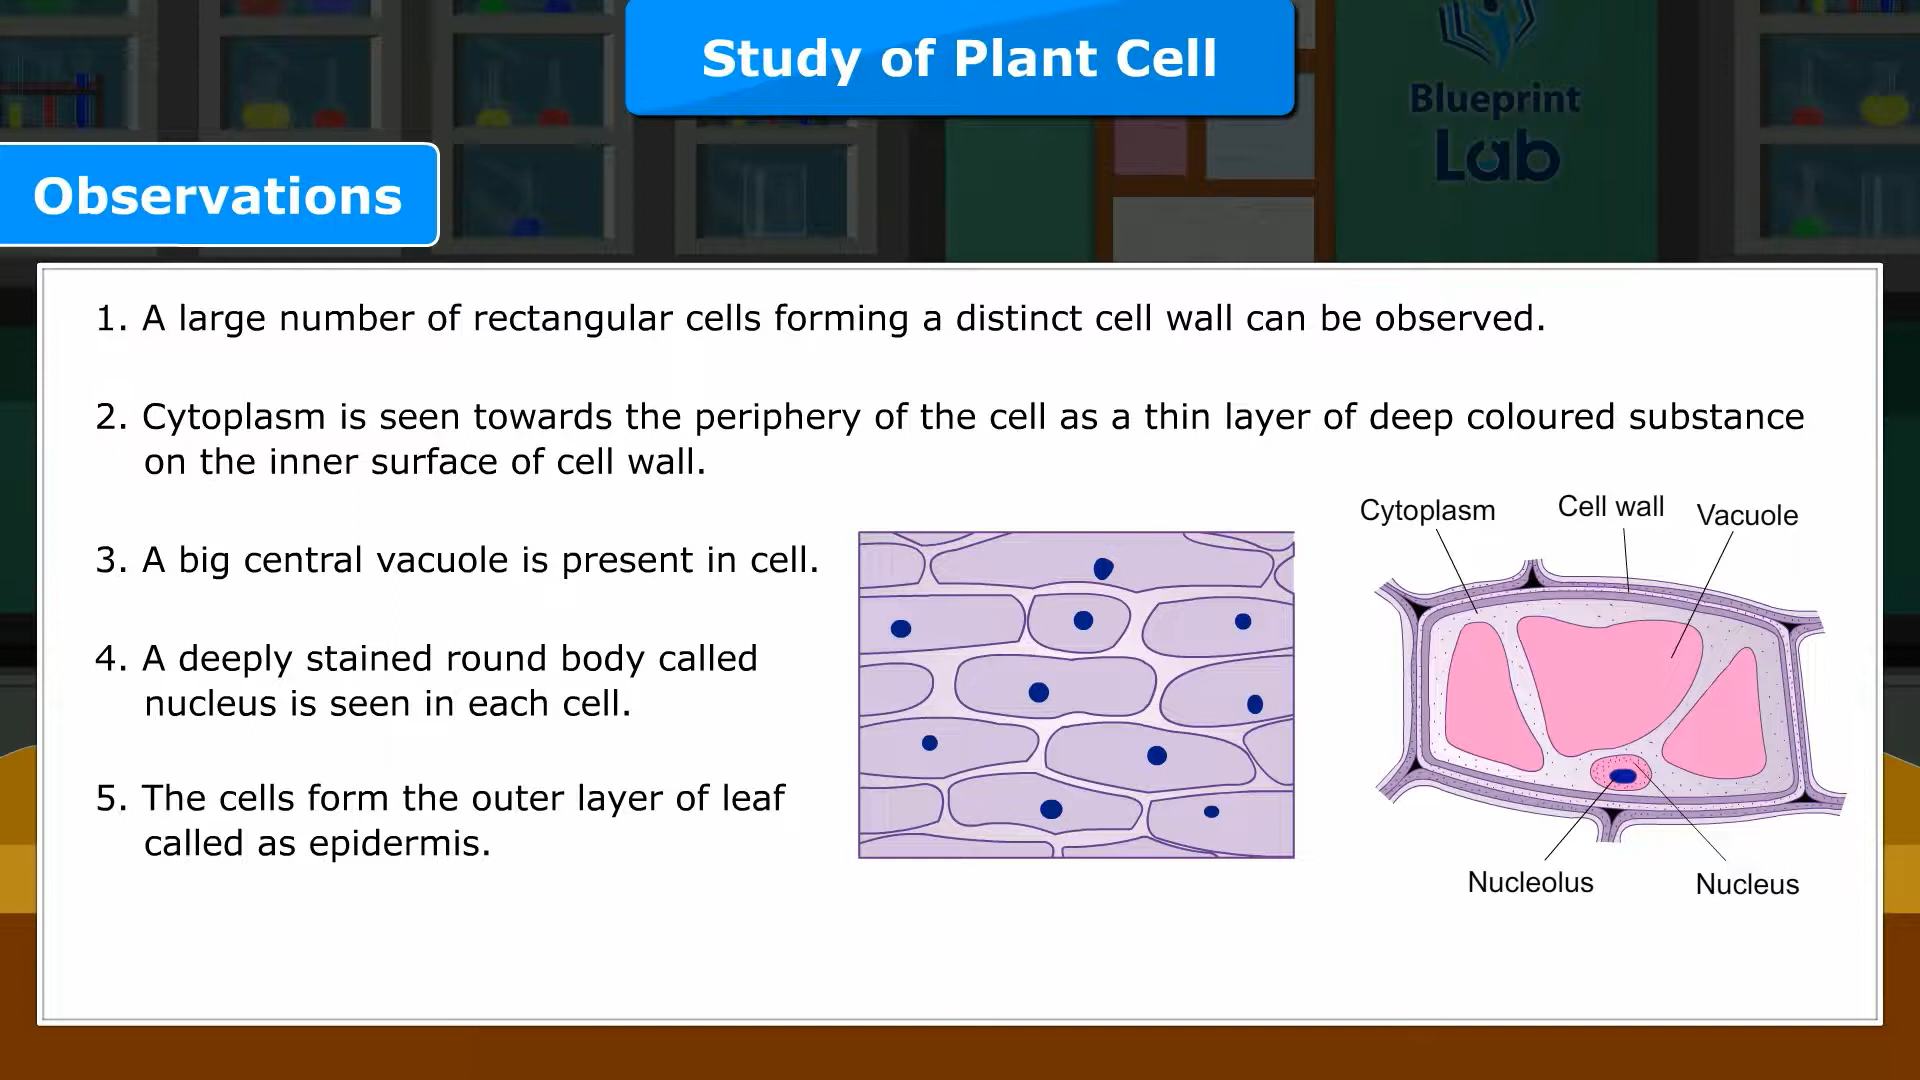 Study of Plant Cell
Blueprint
Lab
Observations
1. A large number of rectangular cells forming a distinct cell wall can be observed.
2. Cytoplasm is seen towards the periphery of the cell as a thin layer of deep coloured substance
on the inner surface of cell wall.
3. A big central vacuole is present in cell.
4. A deeply stained round body called
nucleus is seen in each cell.
5. The cells form the outer layer of leaf
called as epidermis.
Cytoplasm
Cell wall
Vacuole
Nucleolus
Nucleus